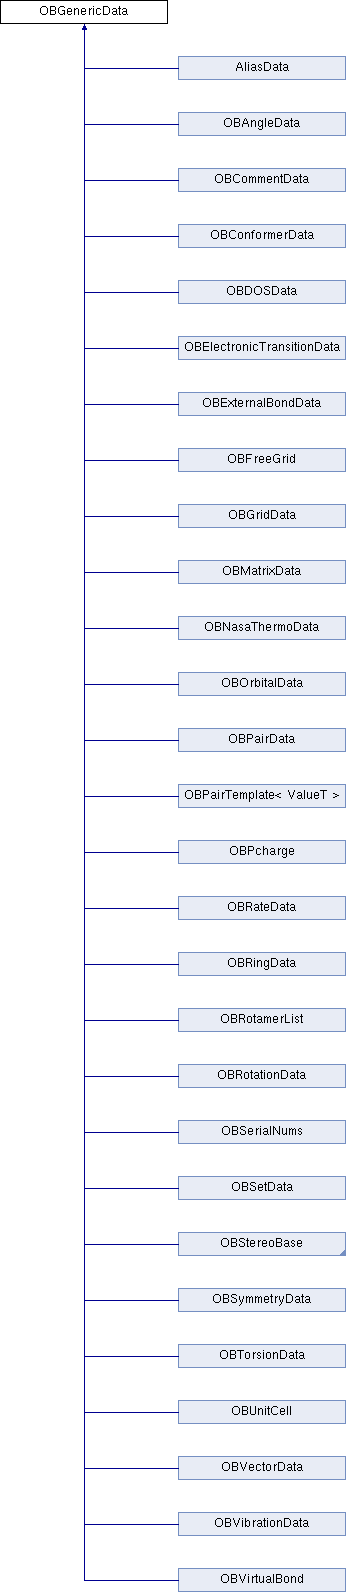 OBGenericData
AliasData
OBAngleData
OBCommentData
OBConformerData
OBDOSData
OBElectronicTransitionData
OBExternalBondData
OBFreeGrid
OBGridData
OBMatrixData
OBNasaThermoData
OBOrbitalData
OBPairData
OBPairTemplate< ValueT >
OBPcharge
OBRateData
OBRingData
OBRotamerList
OBRotationData
OBSerialNums
OBSetData
OBStereoBase
OBSymmetryData
OBTorsionData
OBUnitCell
OBVectorData
OBVibrationData
OBVirtualBond